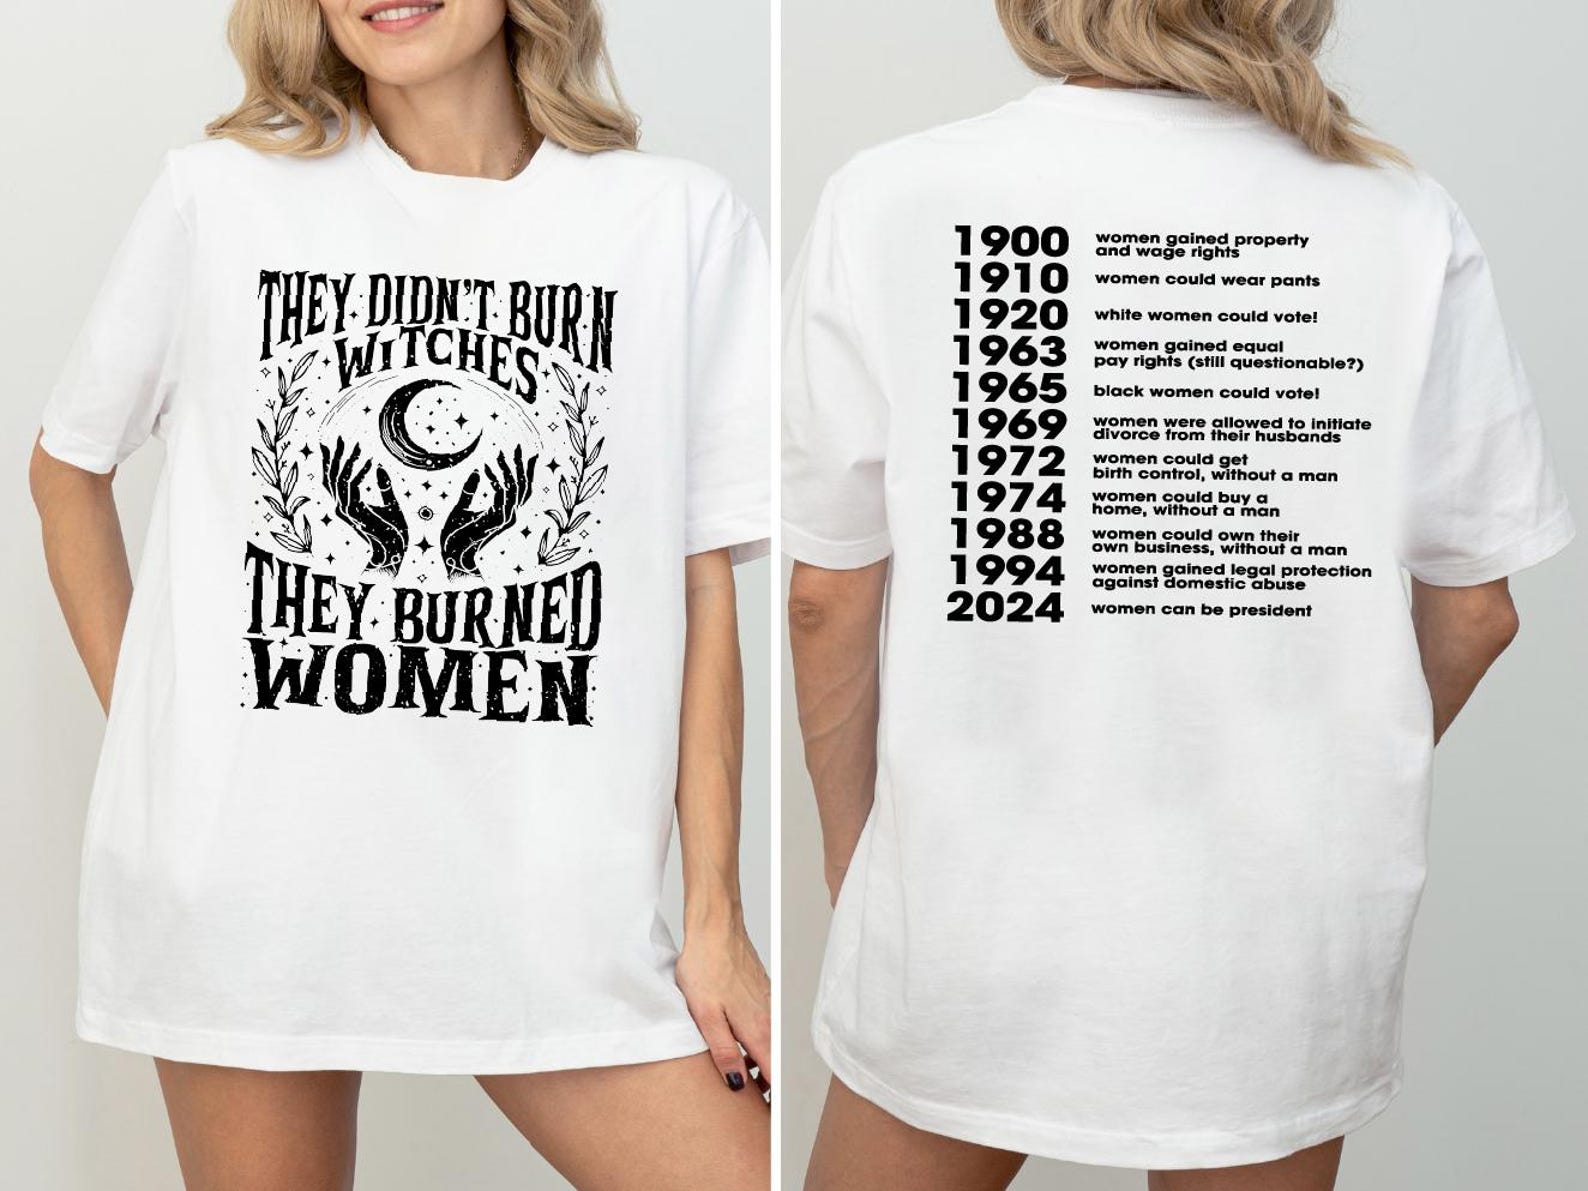 THEY DIDN'T BURN
WITCHES
THEY BURNED
WOMEN
1900 women gained property
and wage rights
1910 women could wear pants
1920 white women could vote!
1963 women gained equal
pay rights (still questionable?)
1965 black women could vote!
1969 women were allowed to initiate
divorce from their husbands
1972 women could get
birth control, without a man
1974 women could buy a
home, without a man
1988 women could own their
own business, without a man
1994 women gained legal protection
against domestic abuse
2024 women can be president